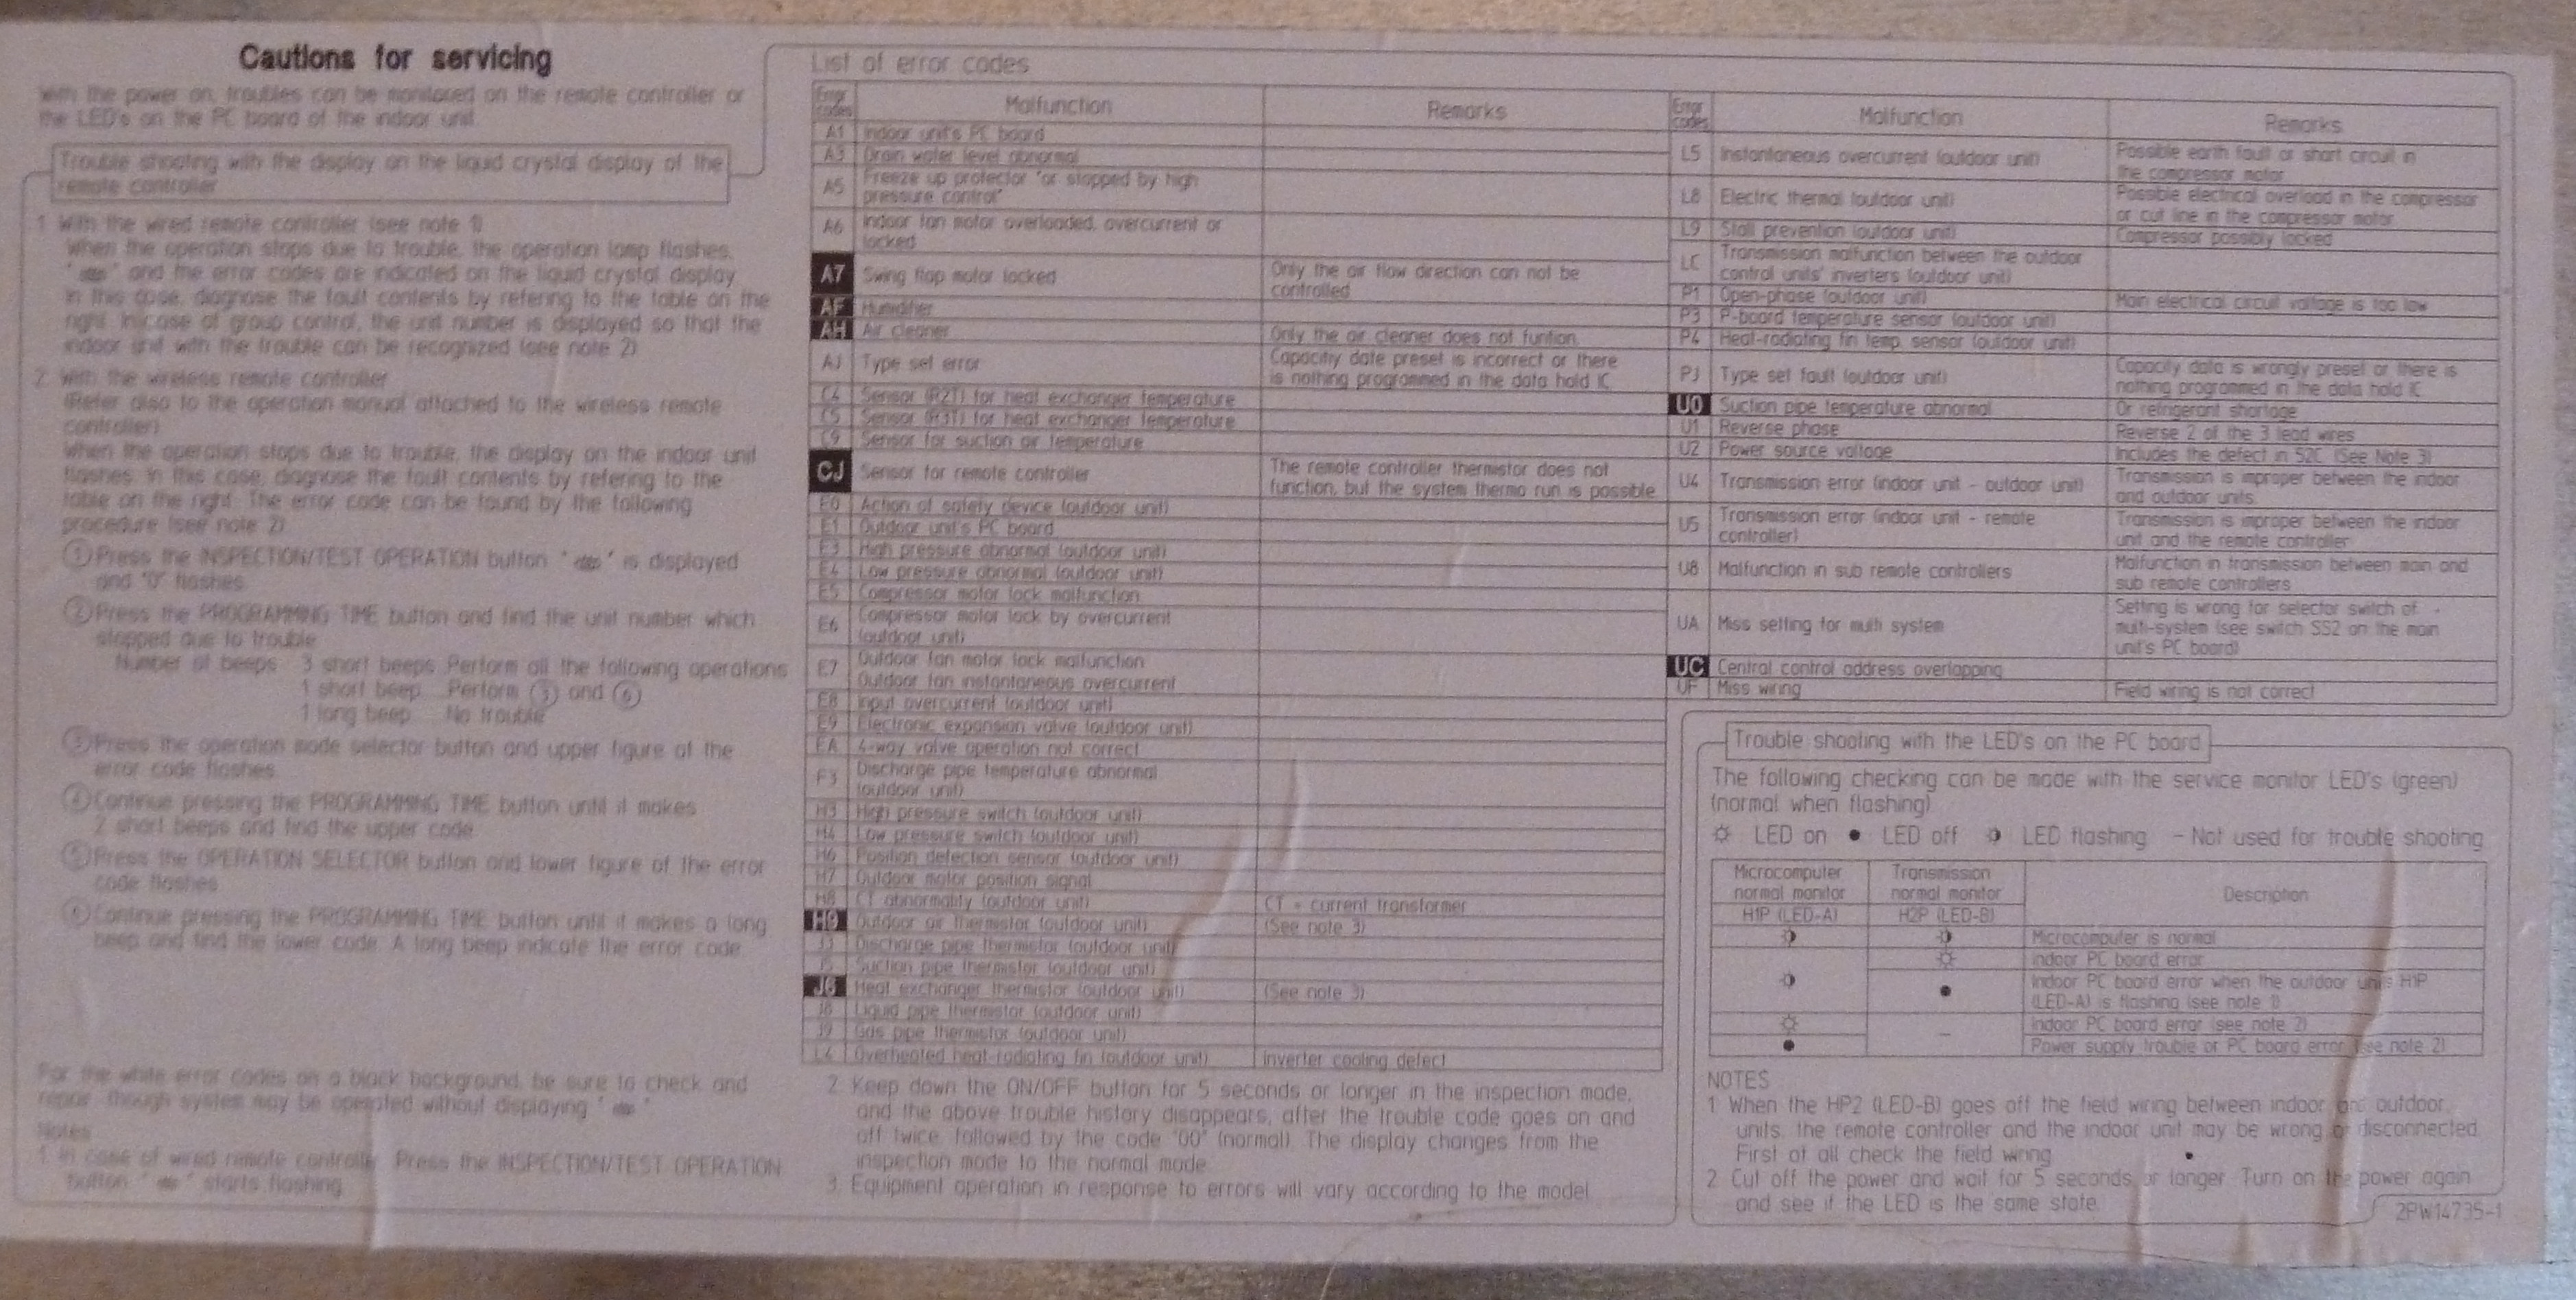 Cautions for servicing
With the power on, troubles can be monitored on the remote controller or
the LED's on the PC board of the indoor unit.
Trouble shooting with the display on the liquid crystal display of the
remote controller
1. With the wired remote controller (see note 1)
When the operation stops due to trouble, the operation lamp flashes,
" " and the error codes are indicated on the liquid crystal display
In this case, diagnose the fault contents by refering to the table on the
right. In case of group control, the unit number is displayed so that the
indoor unit with the trouble can be recognized (see note 2).
2. With the wireless remote controller
(Refer also to the operation manual attached to the wireless remote
controller)
When the operation stops due to trouble, the display on the indoor unit
flashes. In this case, diagnose the fault contents by refering to the
table on the right. The error code can be found by the following
procedure (see note 2)
① Press the INSPECTION/TEST OPERATION button " " is displayed
and "0" flashes.
② Press the PROGRAMMING TIME button and find the unit number which
stopped due to trouble
Number of beeps 3 short beeps Perform all the following operations
1 short beep Perform ③ and ⑥
1 long beep No trouble
③ Press the operation mode selector button and upper figure of the
error code flashes.
④ Continue pressing the PROGRAMMING TIME button until it makes
2 short beeps and find the upper code
⑤ Press the OPERATION SELECTOR button and lower figure of the error
code flashes
⑥ Continue pressing the PROGRAMMING TIME button until it makes a long
beep and find the lower code. A long beep indicate the error code.
For the white error codes on a black background, be sure to check and
repair though system may be operated without displaying " "
Notes
1. In case of wired remote controller. Press the INSPECTION/TEST OPERATION
button " " starts flashing.
List of error codes
Error codes Malfunction Remarks
A1 Indoor unit's PC board
A3 Drain water level abnormal
A5 Freeze up protector "or stopped by high
pressure control"
A6 Indoor fan motor overloaded, overcurrent or
locked
A7 Swing flap motor locked Only the air flow direction can not be
controlled
AF Humidifier
AH Air cleaner Only the air cleaner does not funtion.
AJ Type set error Capacitiy date preset is incorrect or there
is nothing programmed in the data hold IC.
C4 Sensor (R2T) for heat exchanger temperature
C5 Sensor (R3T) for heat exchanger temperature
C9 Sensor for suction air temperature
CJ Sensor for remote controller The remote controller thermistor does not
function, but the system thermo run is possible.
E0 Action of safety device (outdoor unit)
E1 Outdoor unit's PC board
E3 High pressure abnormal (outdoor unit)
E4 Low pressure abnormal (outdoor unit)
E5 Compressor motor lock malfunction
E6 Compressor motor lock by overcurrent
(outdoor unit)
E7 Outdoor fan motor lock malfunction
Outdoor fan instantaneous overcurrent
E8 Input overcurrent (outdoor unit)
E9 Electronic expansion valve (outdoor unit)
EA 4-way valve operation not correct
F3 Discharge pipe temperature abnormal
(outdoor unit)
H3 High pressure switch (outdoor unit)
H4 Low pressure switch (outdoor unit)
H6 Position detection sensor (outdoor unit)
H7 Outdoor motor position signal
H8 CT abnormality (outdoor unit) CT = current transformer
H9 Outdoor air thermistor (outdoor unit) (See note 3)
J3 Discharge pipe thermistor (outdoor unit)
J5 Suction pipe thermistor (outdoor unit)
J6 Heat exchanger thermistor (outdoor unit) (See note 3)
J8 Liquid pipe thermistor (outdoor unit)
J9 Gas pipe thermistor (outdoor unit)
L4 Overheated heat-radiating fin (outdoor unit) Inverter cooling defect
2. Keep down the ON/OFF button for 5 seconds or longer in the inspection mode,
and the above trouble history disappears, after the trouble code goes on and
off twice, followed by the code "00" (normal). The display changes from the
inspection mode to the normal mode.
3. Equipment operation in response to errors will vary according to the model.
Error codes Malfunction Remarks
L5 Instantaneous overcurrent (outdoor unit) Possible earth fault or short circuit in
the compressor motor
L8 Electric thermal (outdoor unit) Possible electrical overload in the compressor
or cut line in the compressor motor.
L9 Stall prevention (outdoor unit) Compressor possibly locked
LC Transmission malfunction between the outdoor
control units' inverters (outdoor unit)
P1 Open-phase (outdoor unit) Main electrical circuit voltage is too low
P3 P-board temperature sensor (outdoor unit)
P4 Heat-radiating fin temp. sensor (outdoor unit)
PJ Type set fault (outdoor unit) Capacity data is wrongly preset or there is
nothing programmed in the data hold IC
U0 Suction pipe temperature abnormal Or refrigerant shortage
U1 Reverse phase Reverse 2 of the 3 lead wires
U2 Power source voltage Includes the defect in 52C (See Note 3)
U4 Transmission error (indoor unit - outdoor unit) Transmission is improper between the indoor
and outdoor units.
U5 Transmission error (indoor unit - remote
controller) Transmission is improper between the indoor
unit and the remote controller
U8 Malfunction in sub remote controllers Malfunction in transmission between main and
sub remote controllers
UA Miss setting for multi system Setting is wrong for selector switch of
multi-system (see switch SS2 on the main
unit's PC board)
UC Central control address overlapping
UF Miss wiring Field wiring is not correct
Trouble shooting with the LED's on the PC board
The following checking can be made with the service monitor LED's (green)
(normal when flashing)
LED on ● LED off LED flashing - Not used for trouble shooting
Microcomputer normal monitor Transmission normal monitor Description
H1P (LED-A) H2P (LED-B)
Microcomputer is normal
Indoor PC board error
● Indoor PC board error when the outdoor unit's H1P
(LED-A) is flashing (see note 1)
– Indoor PC board error (see note 2)
● Power supply trouble or PC board error (see note 2)
NOTES
1. When the HP2 (LED-B) goes off the field wiring between indoor and outdoor
units, the remote controller and the indoor unit may be wrong or disconnected.
First of all check the field wiring.
2. Cut off the power and wait for 5 seconds or longer. Turn on the power again
and see if the LED is the same state.
2PW14735-1